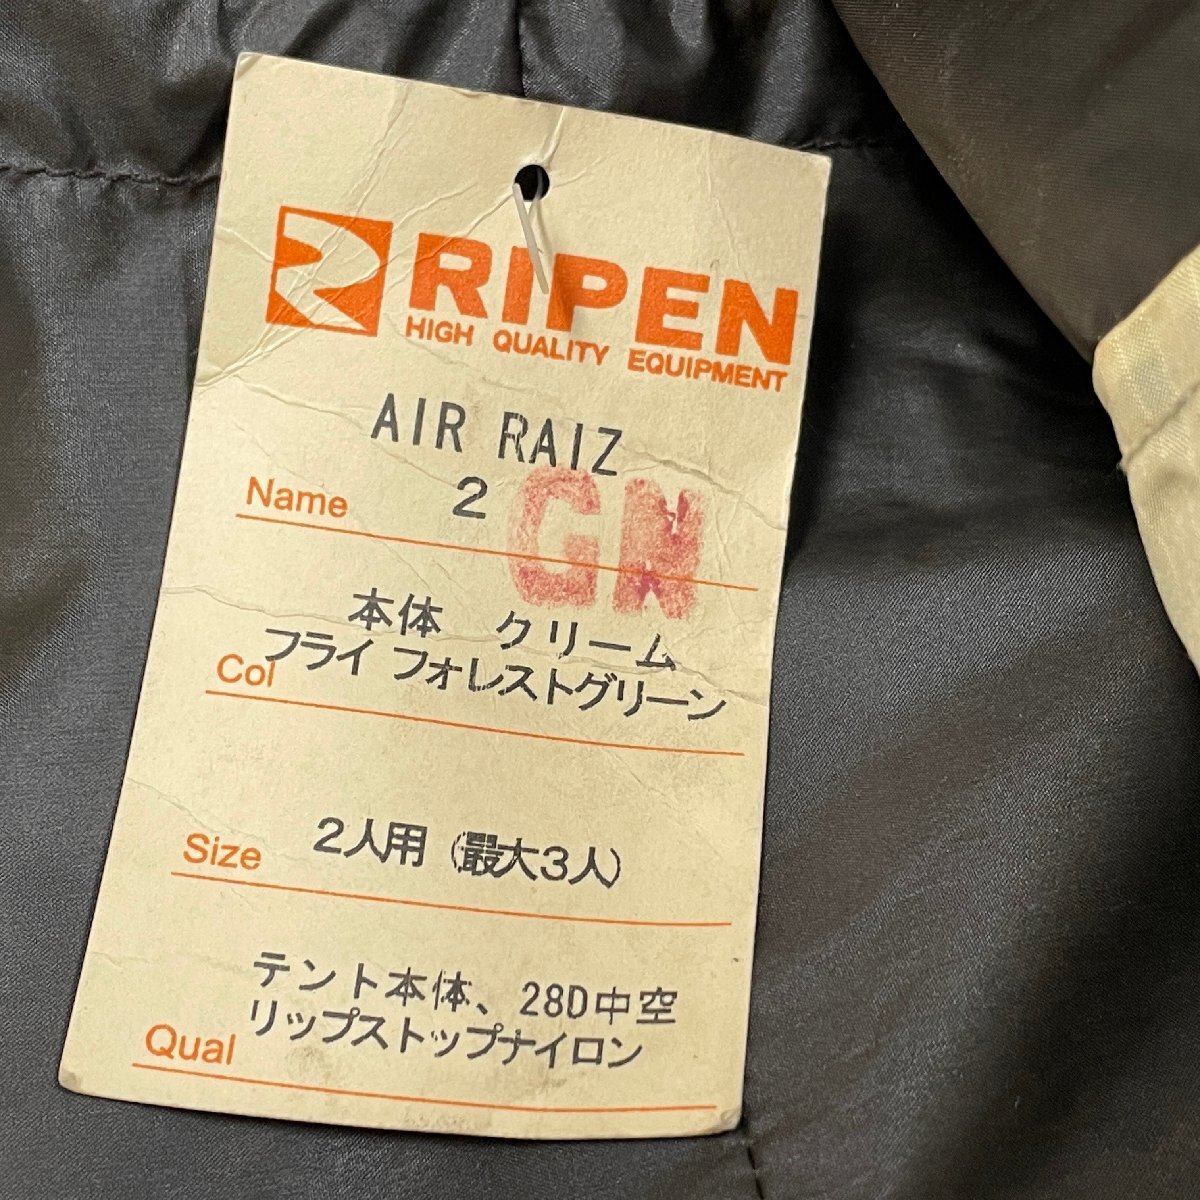 RIPEN
HIGH QUALITY EQUIPMENT
AIR RAIZ
Name 2 GN
本体 クリーム
Col フライ フォレストグリーン
Size 2人用 (最大3人)
テント本体、28D中空
Qual リップストップナイロン